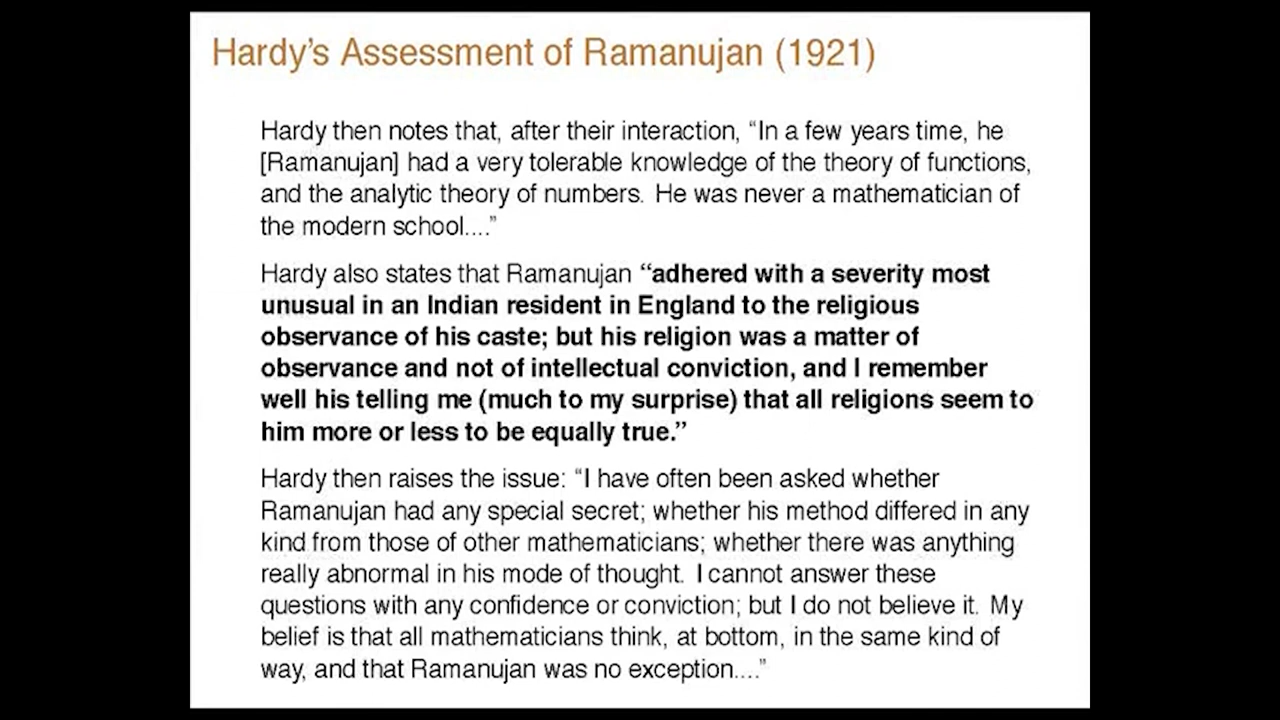 Hardy's Assessment of Ramanujan (1921)
Hardy then notes that, after their interaction, “In a few years time, he
[Ramanujan] had a very tolerable knowledge of the theory of functions,
and the analytic theory of numbers. He was never a mathematician of
the modern school....”
Hardy also states that Ramanujan “adhered with a severity most
unusual in an Indian resident in England to the religious
observance of his caste; but his religion was a matter of
observance and not of intellectual conviction, and I remember
well his telling me (much to my surprise) that all religions seem to
him more or less to be equally true.”
Hardy then raises the issue: “I have often been asked whether
Ramanujan had any special secret; whether his method differed in any
kind from those of other mathematicians; whether there was anything
really abnormal in his mode of thought. I cannot answer these
questions with any confidence or conviction; but I do not believe it. My
belief is that all mathematicians think, at bottom, in the same kind of
way, and that Ramanujan was no exception....”